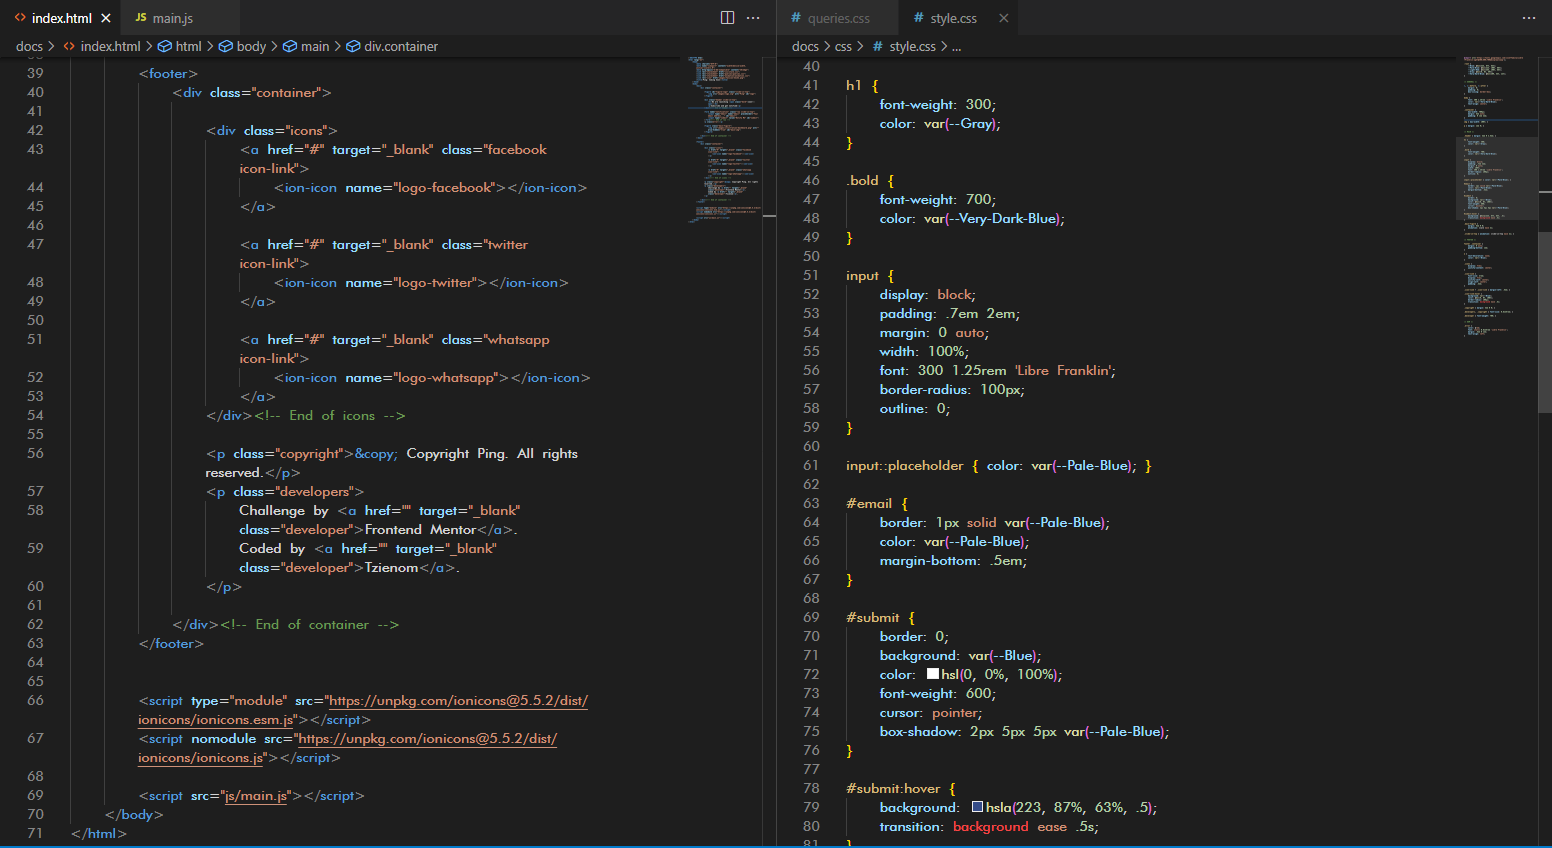 index.html
main.js
docs > index.html > html > body > main > div.container
39 <footer>
40 <div class="container">
41
42 <div class="icons">
43 <a href="#" target="_blank" class="facebook
icon-link">
44 <ion-icon name="logo-facebook"></ion-icon>
45 </a>
46
47 <a href="#" target="_blank" class="twitter
icon-link">
48 <ion-icon name="logo-twitter"></ion-icon>
49 </a>
50
51 <a href="#" target="_blank" class="whatsapp
icon-link">
52 <ion-icon name="logo-whatsapp"></ion-icon>
53 </a>
54 </div><!-- End of icons -->
55
56 <p class="copyright">&copy; Copyright Ping. All rights
reserved.</p>
57 <p class="developers">
58 Challenge by <a href="" target="_blank"
class="developer">Frontend Mentor</a>.
59 Coded by <a href="" target="_blank"
class="developer">Tzienom</a>.
60 </p>
61
62 </div><!-- End of container -->
63 </footer>
64
65
66 <script type="module" src="https://unpkg.com/ionicons@5.5.2/dist/
ionicons/ionicons.esm.js"></script>
67 <script nomodule src="https://unpkg.com/ionicons@5.5.2/dist/
ionicons/ionicons.js"></script>
68
69 <script src="js/main.js"></script>
70 </body>
71 </html>
queries.css
style.css
docs > css > style.css > ...
40
41 h1 {
42 font-weight: 300;
43 color: var(--Gray);
44 }
45
46 .bold {
47 font-weight: 700;
48 color: var(--Very-Dark-Blue);
49 }
50
51 input {
52 display: block;
53 padding: .7em 2em;
54 margin: 0 auto;
55 width: 100%;
56 font: 300 1.25rem 'Libre Franklin';
57 border-radius: 100px;
58 outline: 0;
59 }
60
61 input::placeholder { color: var(--Pale-Blue); }
62
63 #email {
64 border: 1px solid var(--Pale-Blue);
65 color: var(--Pale-Blue);
66 margin-bottom: .5em;
67 }
68
69 #submit {
70 border: 0;
71 background: var(--Blue);
72 color: hsl(0, 0%, 100%);
73 font-weight: 600;
74 cursor: pointer;
75 box-shadow: 2px 5px 5px var(--Pale-Blue);
76 }
77
78 #submit:hover {
79 background: hsla(223, 87%, 63%, .5);
80 transition: background ease .5s;
81 }